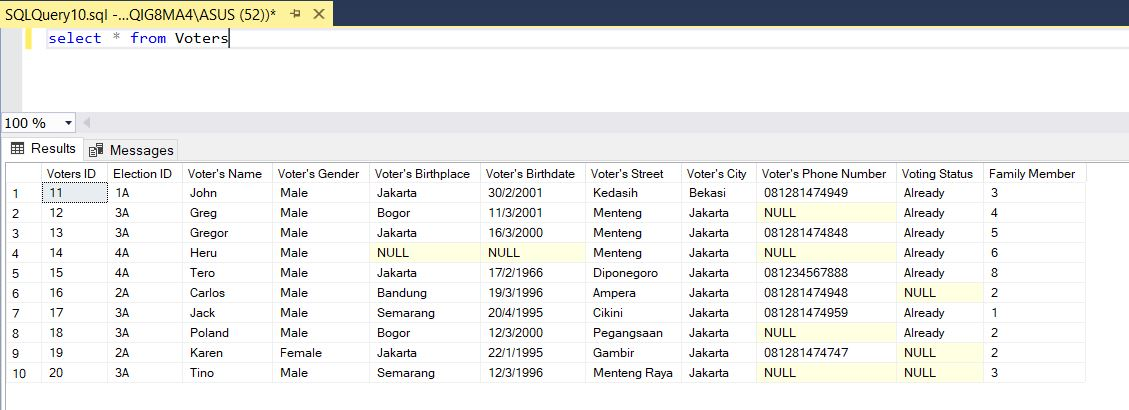 SQLQuery10.sql -...QIG8MA4\ASUS (52))*
select * from Voters
100 %
Results Messages
Voters ID Election ID Voter's Name Voter's Gender Voter's Birthplace Voter's Birthdate Voter's Street Voter's City Voter's Phone Number Voting Status Family Member
1 11 1A John Male Jakarta 30/2/2001 Kedasih Bekasi 081281474949 Already 3
2 12 3A Greg Male Bogor 11/3/2001 Menteng Jakarta NULL Already 4
3 13 3A Gregor Male Jakarta 16/3/2000 Menteng Jakarta 081281474848 Already 5
4 14 4A Heru Male NULL NULL Menteng Jakarta NULL Already 6
5 15 4A Tero Male Jakarta 17/2/1966 Diponegoro Jakarta 081234567888 Already 8
6 16 2A Carlos Male Bandung 19/3/1996 Ampera Jakarta 081281474948 NULL 2
7 17 3A Jack Male Semarang 20/4/1995 Cikini Jakarta 081281474959 Already 1
8 18 3A Poland Male Bogor 12/3/2000 Pegangsaan Jakarta NULL Already 2
9 19 2A Karen Female Jakarta 22/1/1995 Gambir Jakarta 081281474747 NULL 2
10 20 3A Tino Male Semarang 12/3/1996 Menteng Raya Jakarta NULL NULL 3